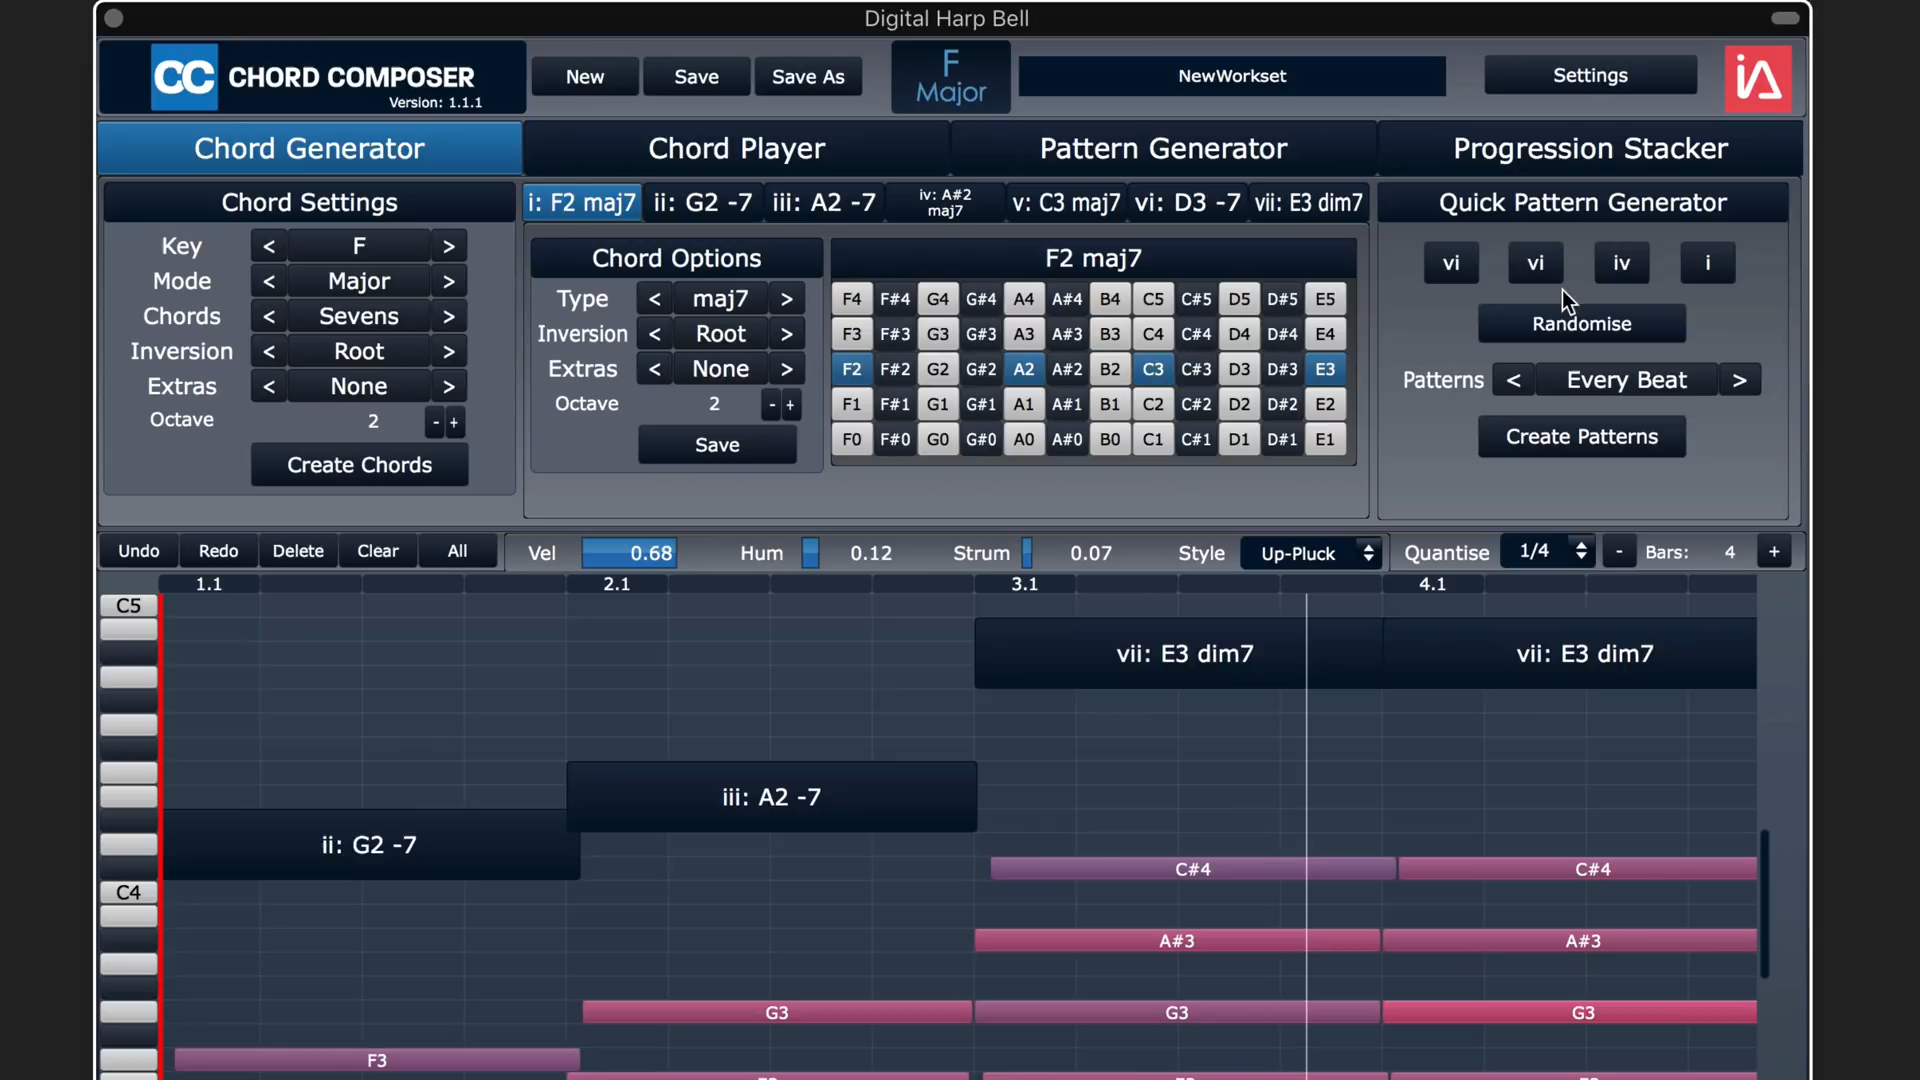 Digital Harp Bell
CC CHORD COMPOSER
Version: 1.1.1
New
Save
Save As
F
Major
NewWorkset
Settings
iA
Chord Generator
Chord Player
Pattern Generator
Progression Stacker
Chord Settings
Key < F >
Mode < Major >
Chords < Sevens >
Inversion < Root >
Extras < None >
Octave 2 - +
Create Chords
i: F2 maj7
ii: G2 -7
iii: A2 -7
iv: A#2
maj7
v: C3 maj7
vi: D3 -7
vii: E3 dim7
Chord Options
Type < maj7 >
Inversion < Root >
Extras < None >
Octave 2 - +
Save
F2 maj7
F4 F#4 G4 G#4 A4 A#4 B4 C5 C#5 D5 D#5 E5
F3 F#3 G3 G#3 A3 A#3 B3 C4 C#4 D4 D#4 E4
F2 F#2 G2 G#2 A2 A#2 B2 C3 C#3 D3 D#3 E3
F1 F#1 G1 G#1 A1 A#1 B1 C2 C#2 D2 D#2 E2
F0 F#0 G0 G#0 A0 A#0 B0 C1 C#1 D1 D#1 E1
Quick Pattern Generator
vi vi iv i
Randomise
Patterns < Every Beat >
Create Patterns
Undo Redo Delete Clear All Vel 0.68 Hum 0.12 Strum 0.07 Style Up-Pluck Quantise 1/4 - Bars: 4 +
1.1 2.1 3.1 4.1
C5
vii: E3 dim7 vii: E3 dim7
iii: A2 -7
ii: G2 -7
C#4 C#4
C4
A#3 A#3
G3 G3 G3
F3